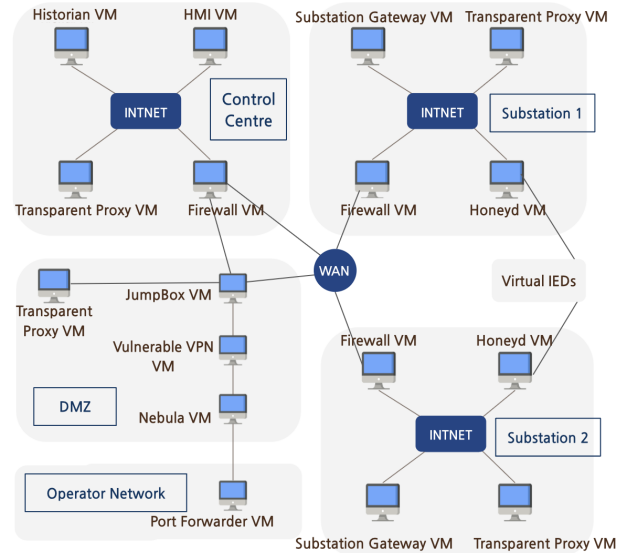 Historian VM
HMI VM
INTNET
Control
Centre
Transparent Proxy VM
Firewall VM
Substation Gateway VM
Transparent Proxy VM
INTNET
Substation 1
Firewall VM
Honeyd VM
WAN
Virtual IEDs
Transparent
Proxy VM
JumpBox VM
Vulnerable VPN
VM
DMZ
Nebula VM
Operator Network
Port Forwarder VM
Firewall VM
Honeyd VM
INTNET
Substation 2
Substation Gateway VM
Transparent Proxy VM